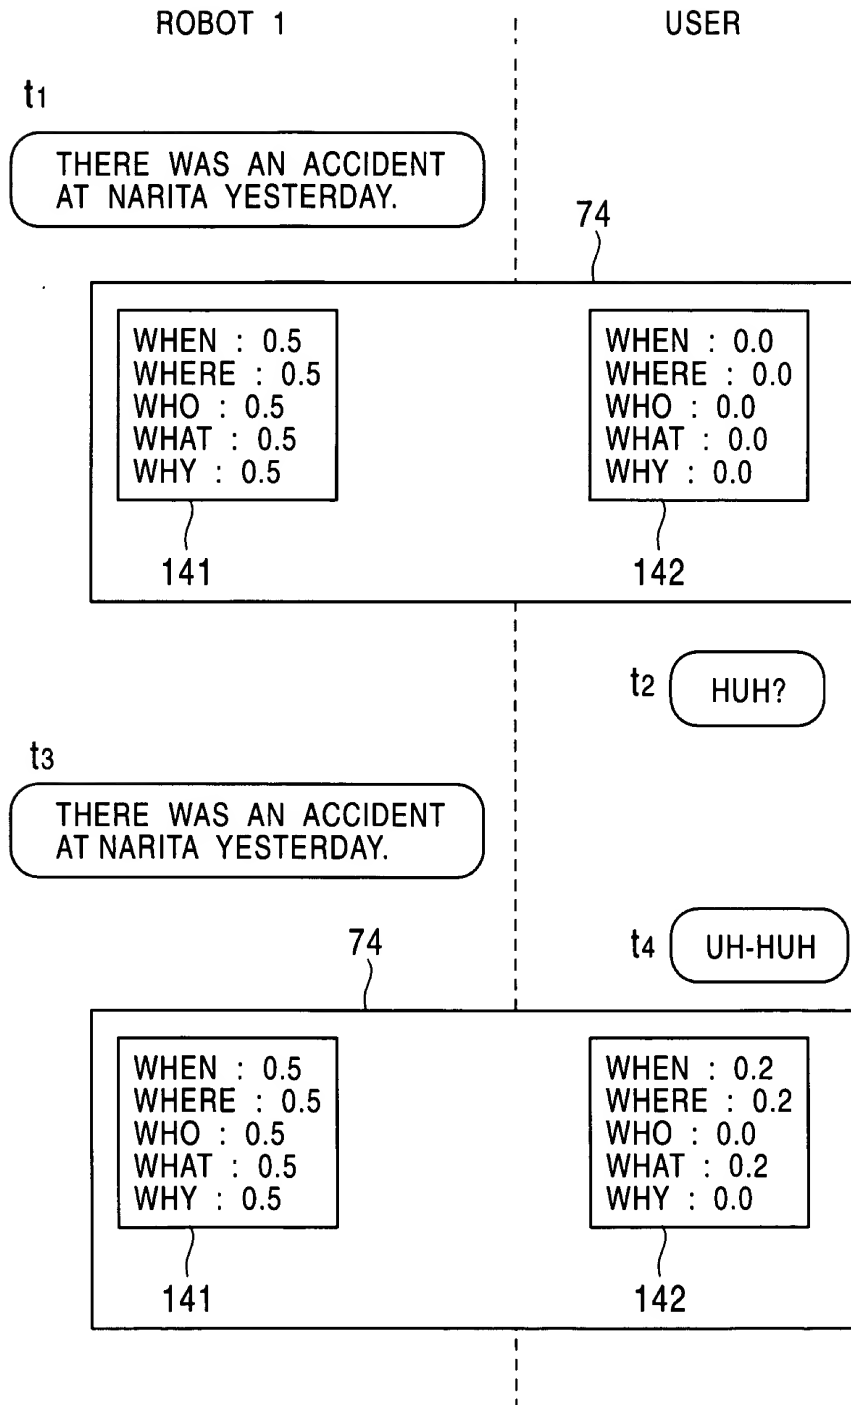 ROBOT 1
USER
t1
THERE WAS AN ACCIDENT
AT NARITA YESTERDAY.
74
WHEN : 0.5
WHERE : 0.5
WHO : 0.5
WHAT : 0.5
WHY : 0.5
141
WHEN : 0.0
WHERE : 0.0
WHO : 0.0
WHAT : 0.0
WHY : 0.0
142
t2
HUH?
t3
THERE WAS AN ACCIDENT
AT NARITA YESTERDAY.
t4
UH-HUH
74
WHEN : 0.5
WHERE : 0.5
WHO : 0.5
WHAT : 0.5
WHY : 0.5
141
WHEN : 0.2
WHERE : 0.2
WHO : 0.0
WHAT : 0.2
WHY : 0.0
142